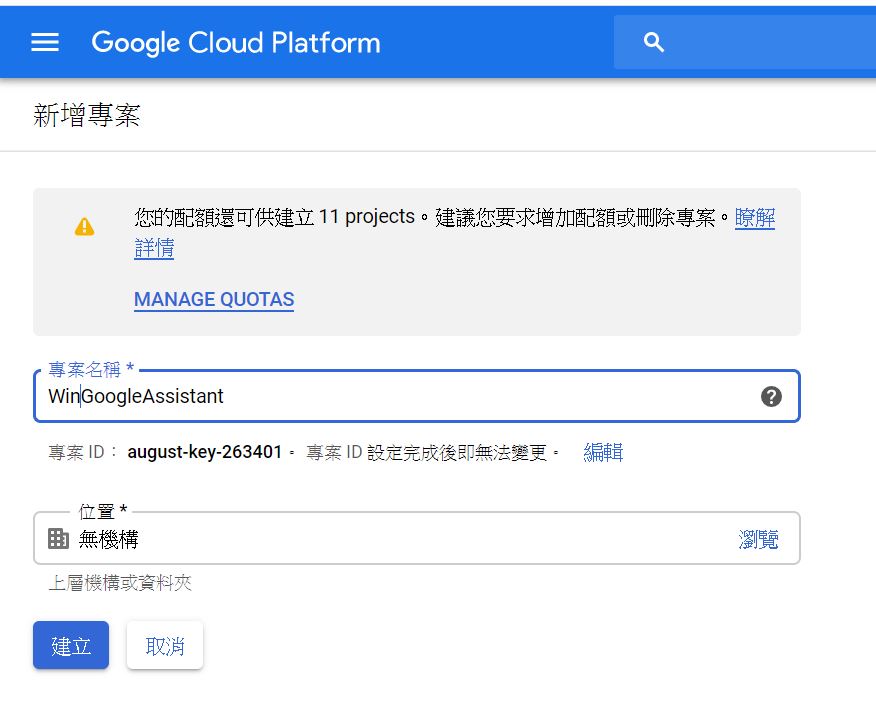 Google Cloud Platform
新增專案
您的配額還可供建立 11 projects。建議您要求增加配額或刪除專案。瞭解
詳情
MANAGE QUOTAS
專案名稱 *
WinGoogleAssistant
專案 ID： august-key-263401。 專案 ID 設定完成後即無法變更。 編輯
位置 *
無機構 瀏覽
上層機構或資料夾
建立 取消